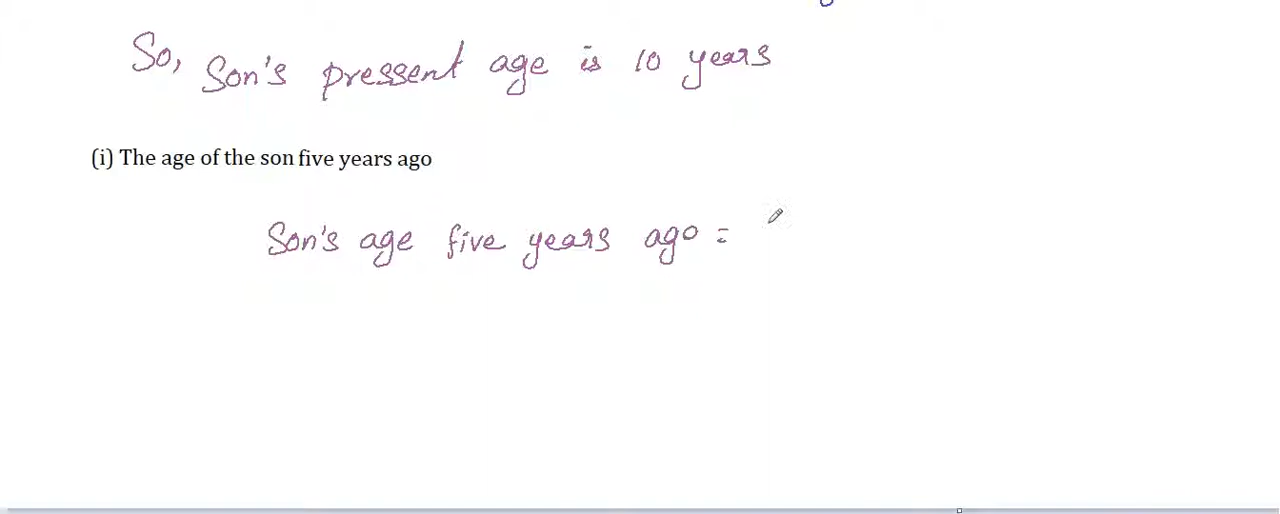 So, Son's pressent age is 10 years
(i) The age of the son five years ago
Son's age five years ago =